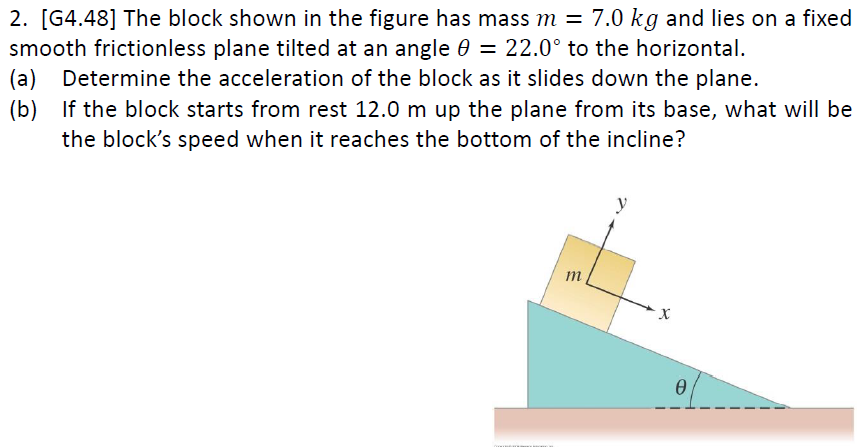 2. [G4.48] The block shown in the figure has mass m = 7.0 kg and lies on a fixed
smooth frictionless plane tilted at an angle θ = 22.0° to the horizontal.
(a) Determine the acceleration of the block as it slides down the plane.
(b) If the block starts from rest 12.0 m up the plane from its base, what will be
the block’s speed when it reaches the bottom of the incline?
y
m
x
θ